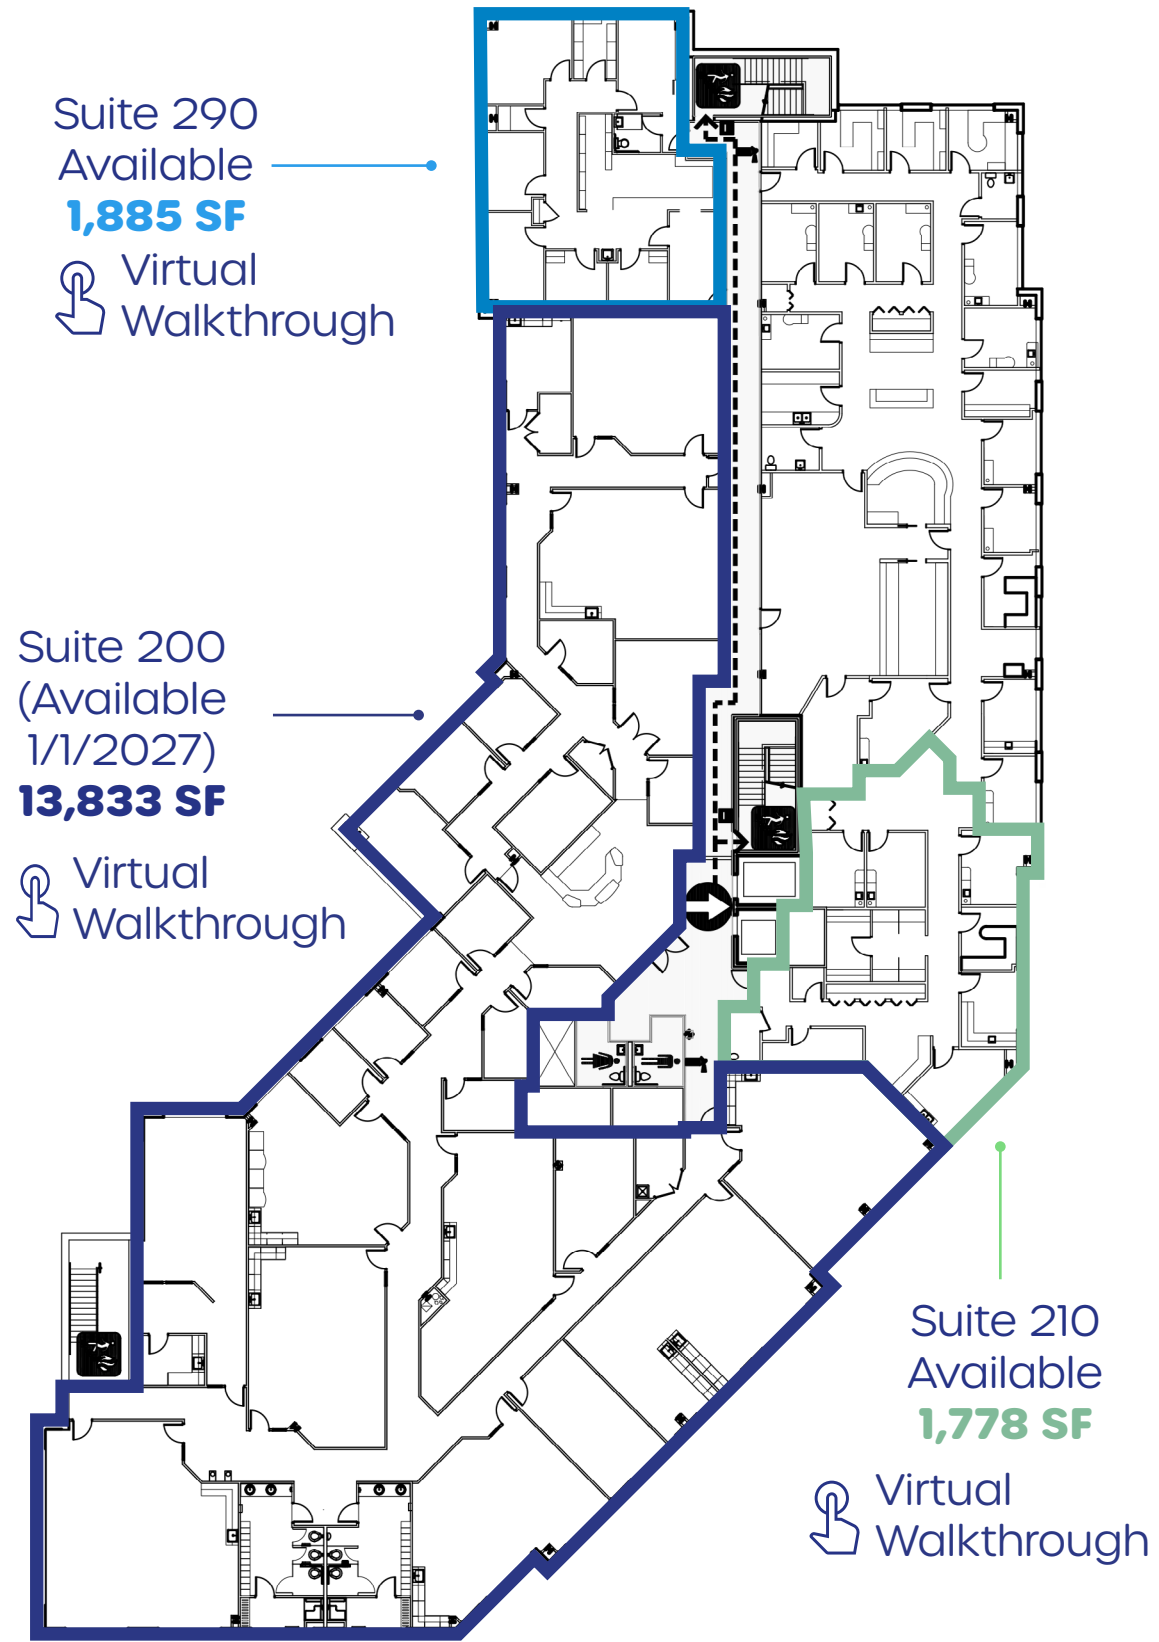 Suite 290
Available
1,885 SF
Virtual
Walkthrough
Suite 200
(Available
1/1/2027)
13,833 SF
Virtual
Walkthrough
Suite 210
Available
1,778 SF
Virtual
Walkthrough